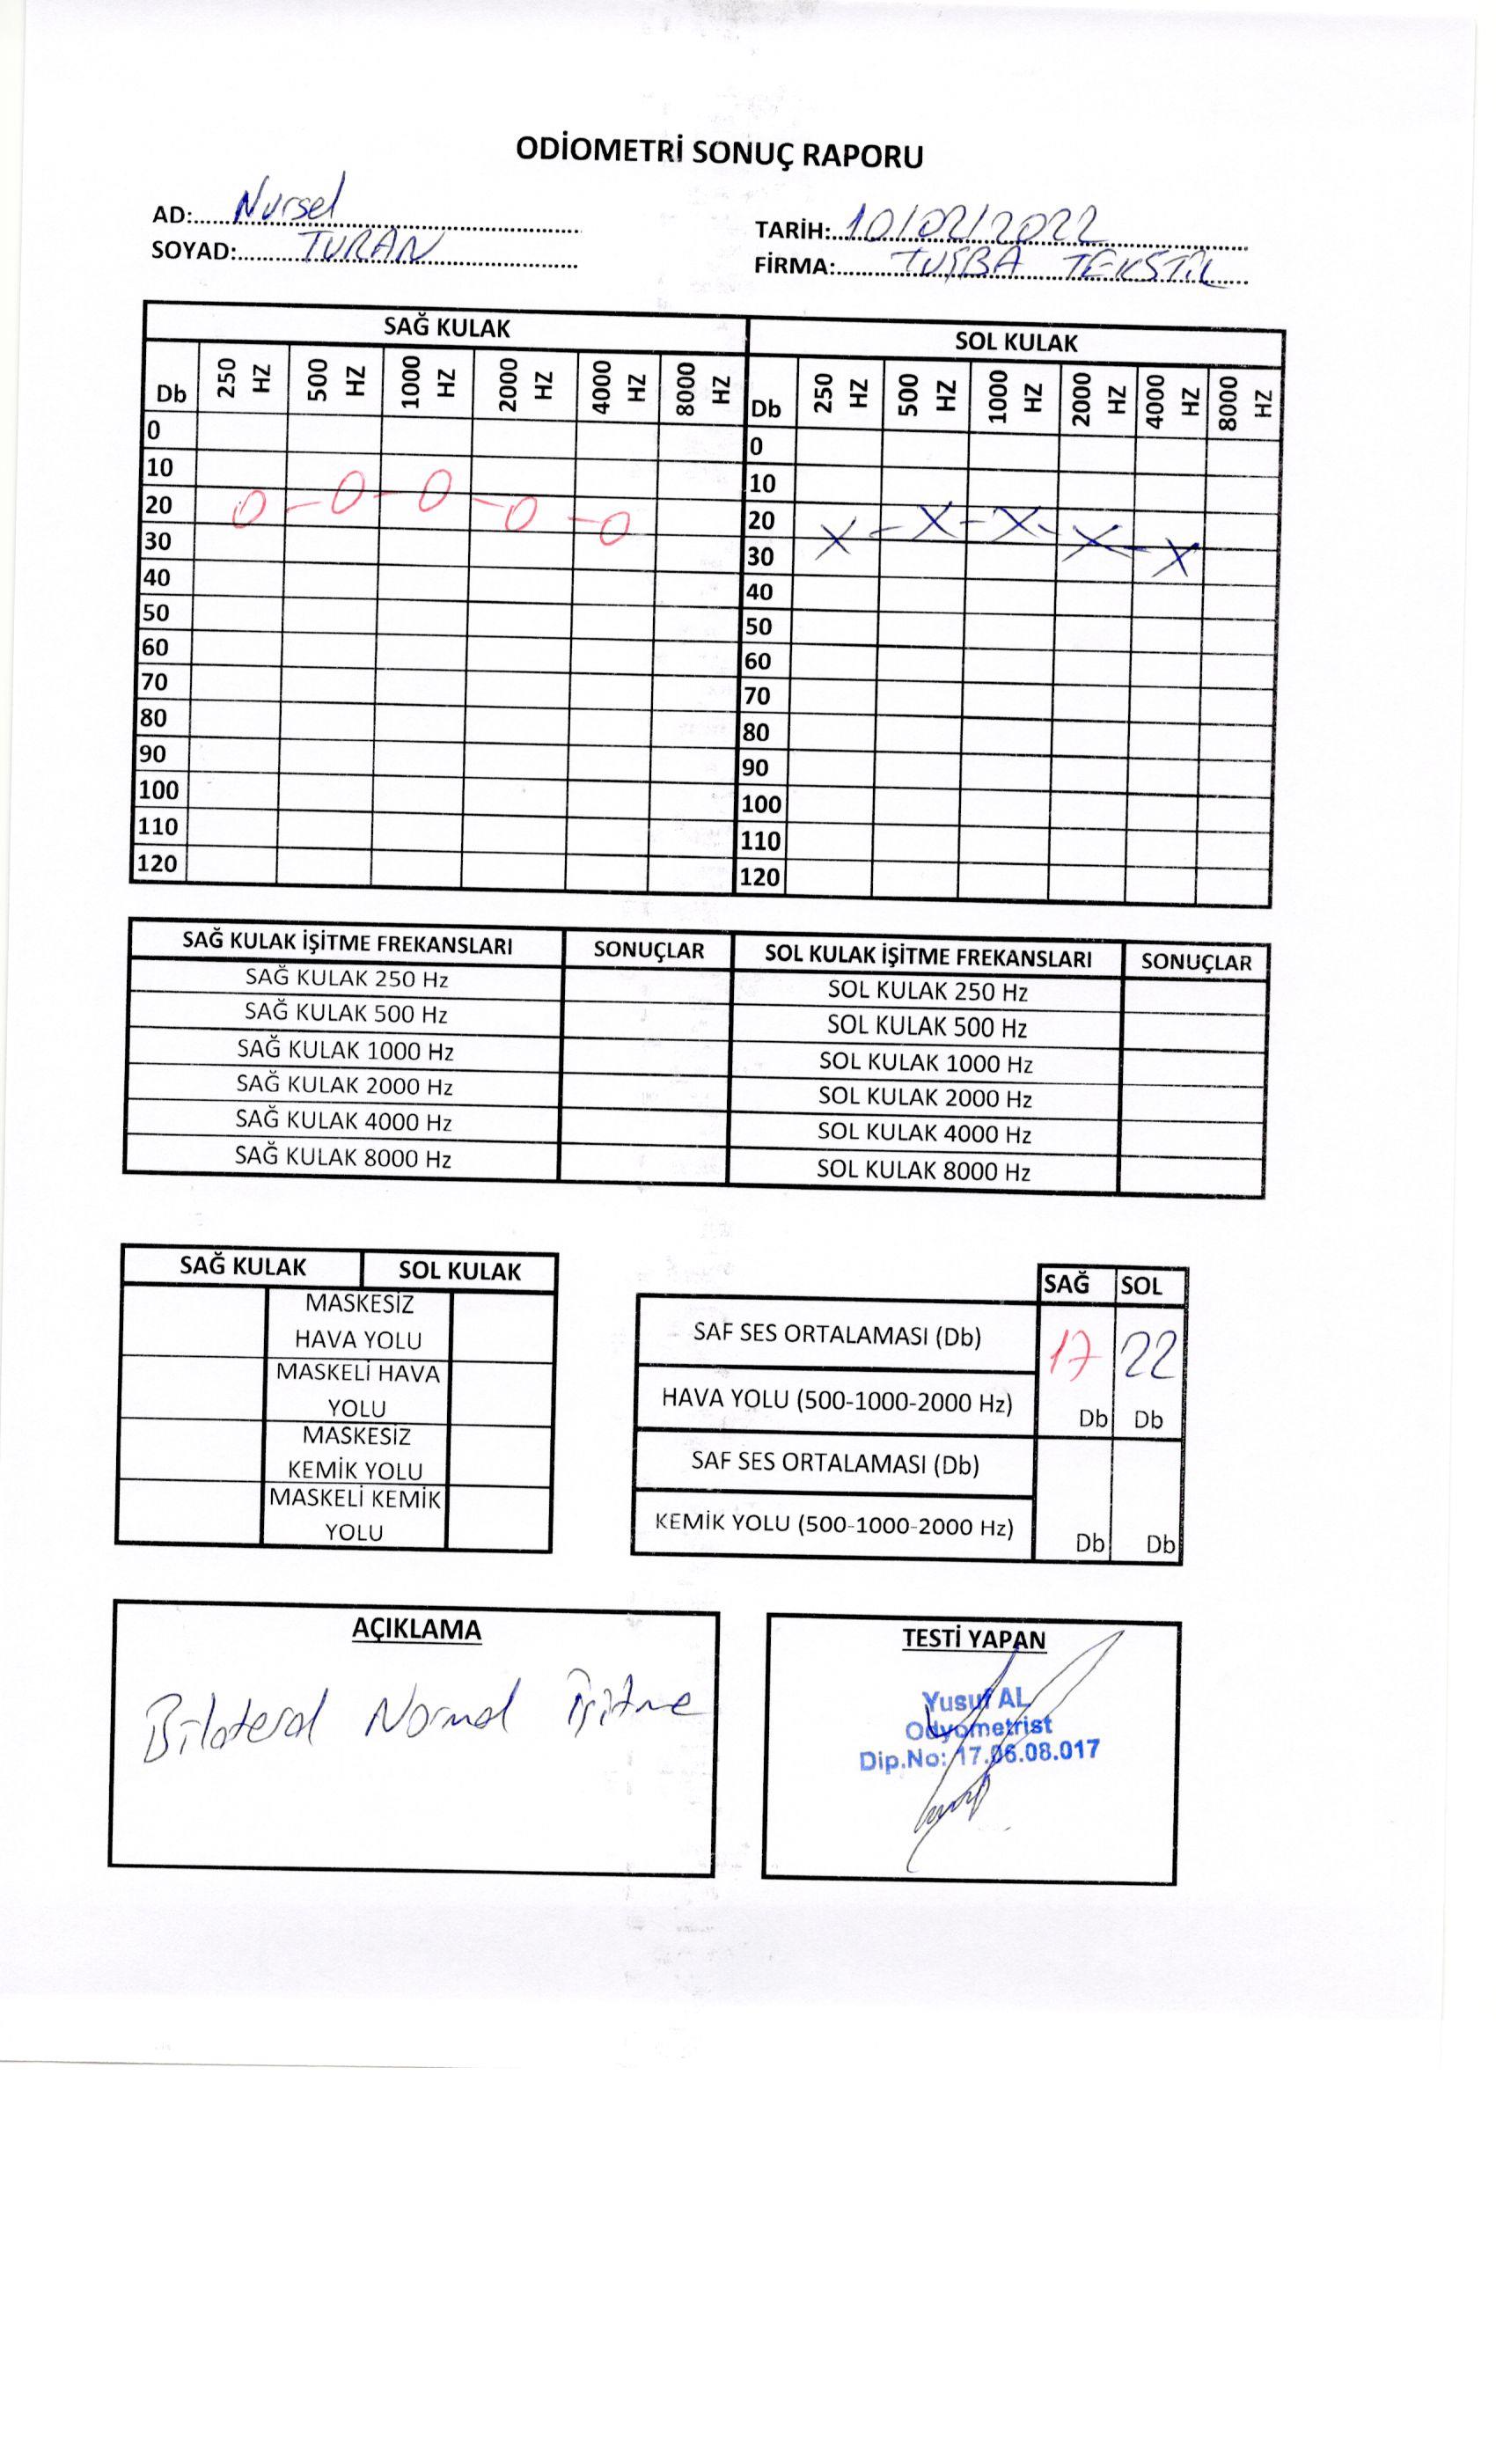 ODİOMETRİ SONUÇ RAPORU
AD: Nursel
SOYAD: TURAN
TARİH: 10/02/2022
FİRMA: TUŞBA TEKSTİL
SAĞ KULAK SOL KULAK
Db 250 HZ 500 HZ 1000 HZ 2000 HZ 4000 HZ 8000 HZ Db 250 HZ 500 HZ 1000 HZ 2000 HZ 4000 HZ 8000 HZ
0 0
10 10
20 20
30 30
40 40
50 50
60 60
70 70
80 80
90 90
100 100
110 110
120 120
SAĞ KULAK İŞİTME FREKANSLARI SONUÇLAR SOL KULAK İŞİTME FREKANSLARI SONUÇLAR
SAĞ KULAK 250 Hz SOL KULAK 250 Hz
SAĞ KULAK 500 Hz SOL KULAK 500 Hz
SAĞ KULAK 1000 Hz SOL KULAK 1000 Hz
SAĞ KULAK 2000 Hz SOL KULAK 2000 Hz
SAĞ KULAK 4000 Hz SOL KULAK 4000 Hz
SAĞ KULAK 8000 Hz SOL KULAK 8000 Hz
SAĞ KULAK SOL KULAK
MASKESİZ
HAVA YOLU
MASKELİ HAVA
YOLU
MASKESİZ
KEMİK YOLU
MASKELİ KEMİK
YOLU
SAĞ SOL
SAF SES ORTALAMASI (Db) 17 22
HAVA YOLU (500-1000-2000 Hz) Db Db
SAF SES ORTALAMASI (Db)
KEMİK YOLU (500-1000-2000 Hz) Db Db
AÇIKLAMA
Bilateral Normal İşitme
TESTİ YAPAN
Yusuf AL
Odyometrist
Dip.No: 17.06.08.017